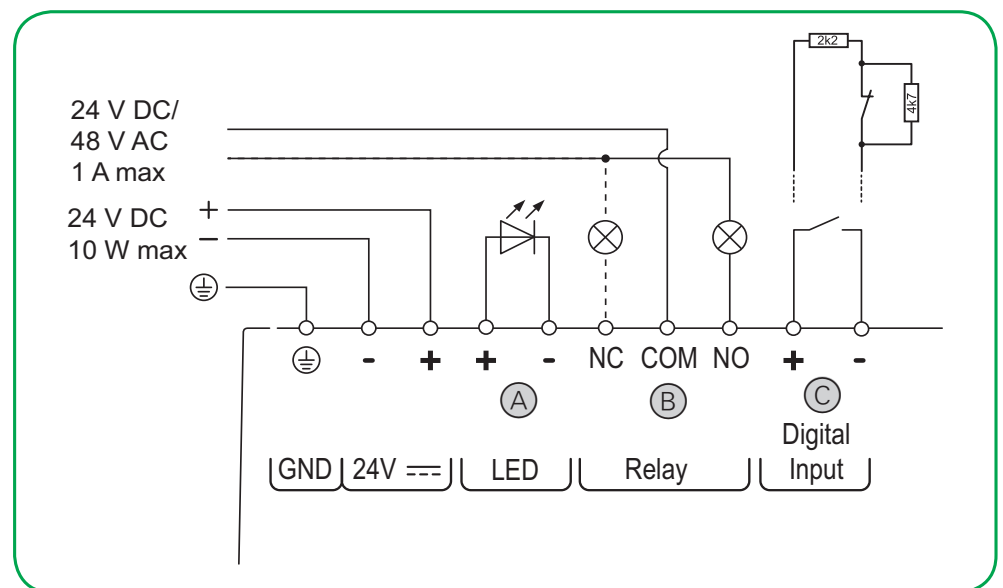 2k2
4k7
24 V DC/
48 V AC
1 A max
24 V DC +
10 W max −
- + + - NC COM NO + -
A B C
Digital
GND 24V LED Relay Input